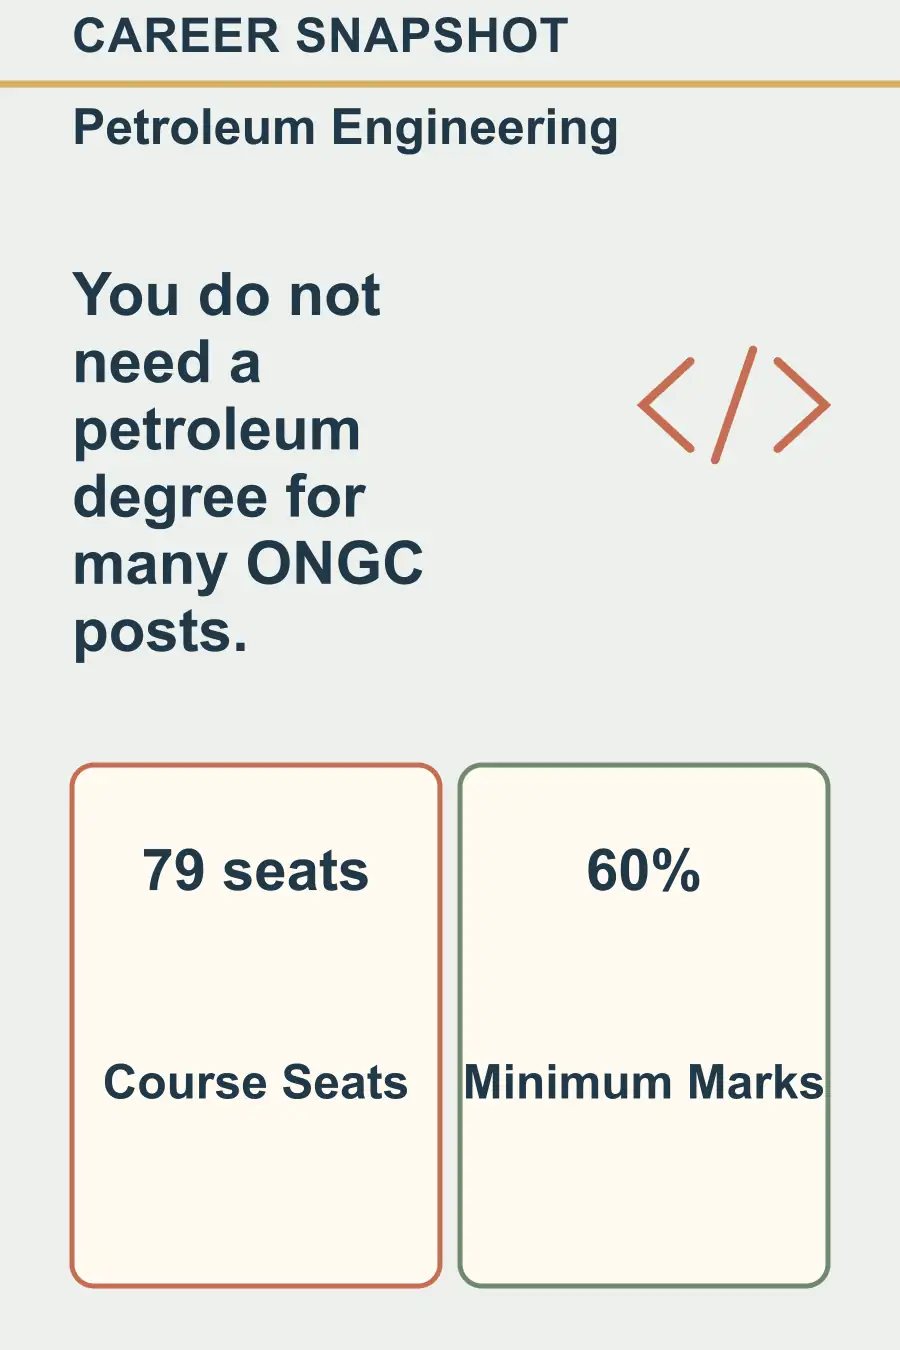 CAREER SNAPSHOT
Petroleum Engineering
You do not
need a
petroleum
degree for
many ONGC
posts.
79 seats
Course Seats
60%
Minimum Marks